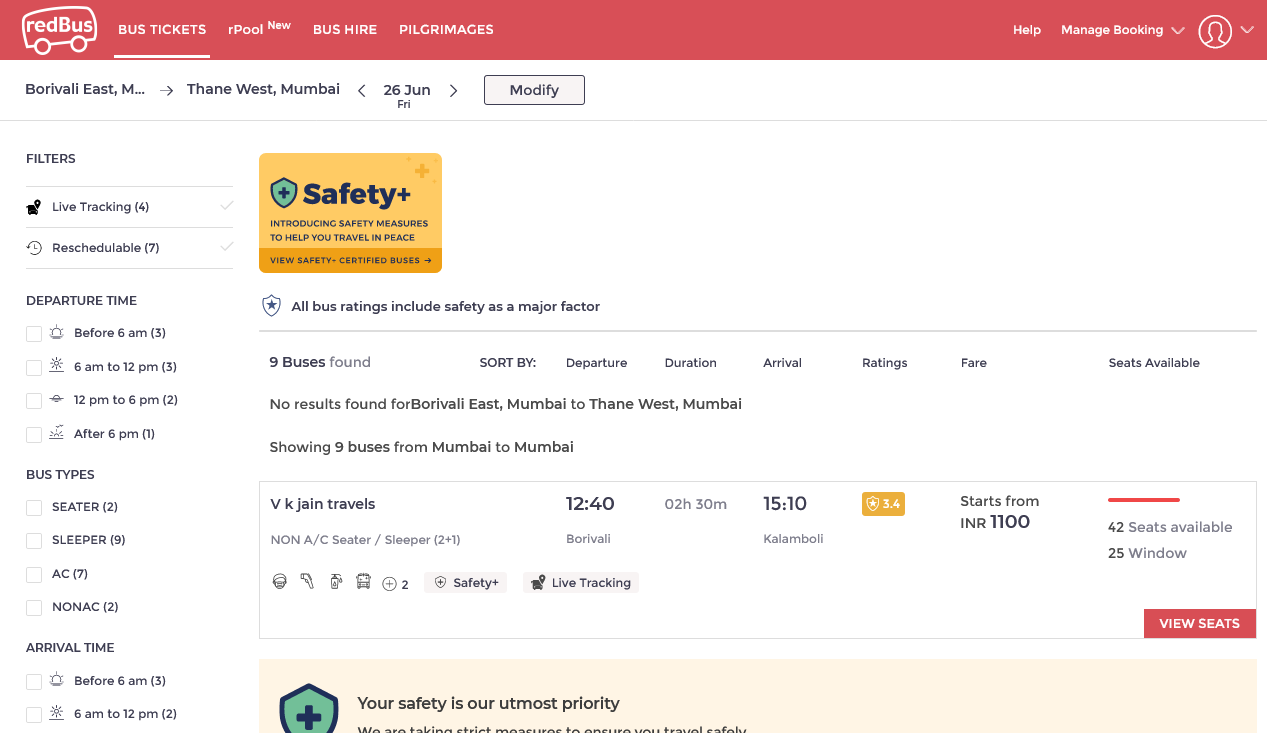 redBus
BUS TICKETS
rPool New
BUS HIRE
PILGRIMAGES
Help
Manage Booking
Borivali East, M...
Thane West, Mumbai
26 Jun
Fri
Modify
FILTERS
Live Tracking (4)
Reschedulable (7)
DEPARTURE TIME
Before 6 am (3)
6 am to 12 pm (3)
12 pm to 6 pm (2)
After 6 pm (1)
BUS TYPES
SEATER (2)
SLEEPER (9)
AC (7)
NONAC (2)
ARRIVAL TIME
Before 6 am (3)
6 am to 12 pm (2)
Safety+
INTRODUCING SAFETY MEASURES
TO HELP YOU TRAVEL IN PEACE
VIEW SAFETY+ CERTIFIED BUSES →
All bus ratings include safety as a major factor
9 Buses found
SORT BY:
Departure
Duration
Arrival
Ratings
Fare
Seats Available
No results found forBorivali East, Mumbai to Thane West, Mumbai
Showing 9 buses from Mumbai to Mumbai
V k jain travels
12:40
02h 30m
15:10
3.4
Starts from
INR 1100
42 Seats available
25 Window
NON A/C Seater / Sleeper (2+1)
Borivali
Kalamboli
2
Safety+
Live Tracking
VIEW SEATS
Your safety is our utmost priority
We are taking strict measures to ensure you travel safely